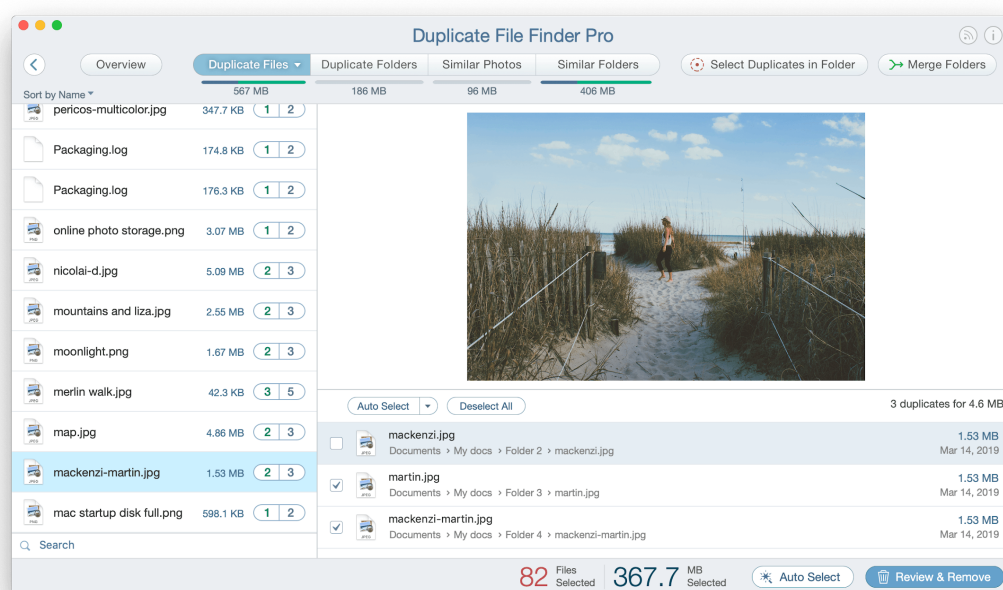 Duplicate File Finder Pro
Overview
Duplicate Files
Duplicate Folders
Similar Photos
Similar Folders
Select Duplicates in Folder
Merge Folders
Sort by Name
567 MB
186 MB
96 MB
406 MB
pericos-multicolor.jpg 347.7 KB 1 2
Packaging.log 174.8 KB 1 2
Packaging.log 176.3 KB 1 2
online photo storage.png 3.07 MB 1 2
nicolai-d.jpg 5.09 MB 2 3
mountains and liza.jpg 2.55 MB 2 3
moonlight.png 1.67 MB 2 3
merlin walk.jpg 42.3 KB 3 5
map.jpg 4.86 MB 2 3
mackenzi-martin.jpg 1.53 MB 2 3
mac startup disk full.png 598.1 KB 1 2
Search
Auto Select
Deselect All
3 duplicates for 4.6 MB
mackenzi.jpg 1.53 MB
Documents › My docs › Folder 2 › mackenzi.jpg Mar 14, 2019
martin.jpg 1.53 MB
Documents › My docs › Folder 3 › martin.jpg Mar 14, 2019
mackenzi-martin.jpg 1.53 MB
Documents › My docs › Folder 4 › mackenzi-martin.jpg Mar 14, 2019
82 Files Selected
367.7 MB Selected
Auto Select
Review & Remove